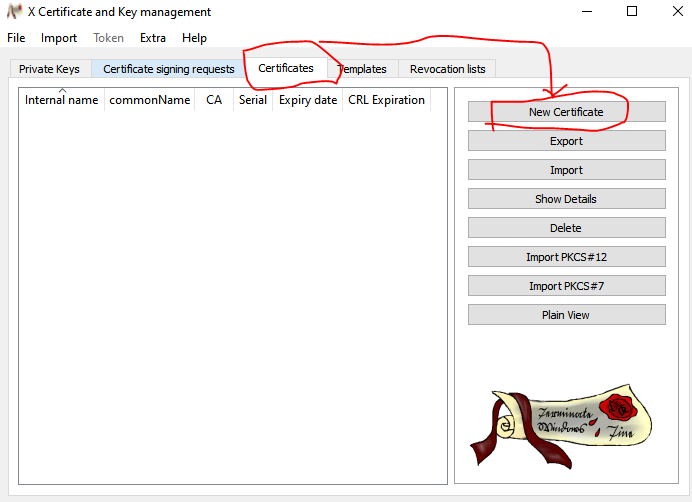 X Certificate and Key management
File Import Token Extra Help
Private Keys Certificate signing requests Certificates Templates Revocation lists
Internal name commonName CA Serial Expiry date CRL Expiration
New Certificate
Export
Import
Show Details
Delete
Import PKCS#12
Import PKCS#7
Plain View
Windows
Fine